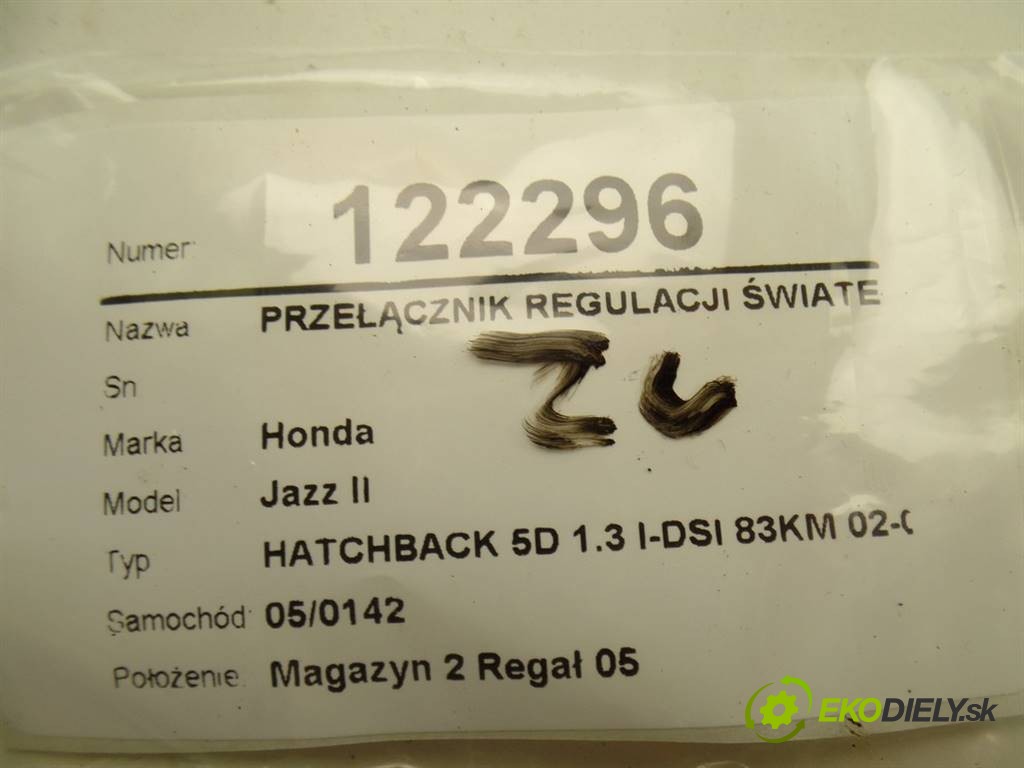 Numer: 122296
Nazwa PRZEŁĄCZNIK REGULACJI ŚWIATE
Sn
Marka Honda
Model Jazz II
Typ HATCHBACK 5D 1.3 I-DSI 83KM 02-0
Samochód: 05/0142
Położenie: Magazyn 2 Regał 05
EKODIELY.sk